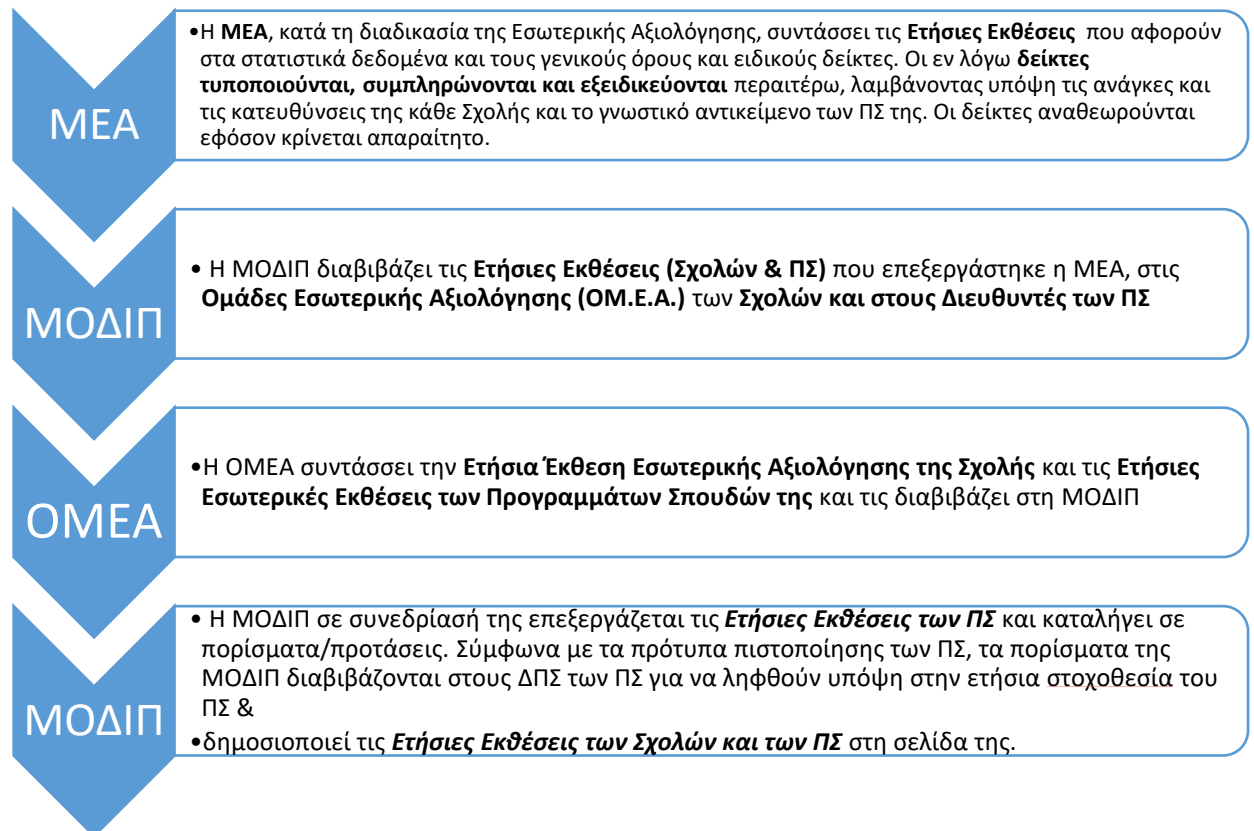 ΜΕΑ
•Η ΜΕΑ, κατά τη διαδικασία της Εσωτερικής Αξιολόγησης, συντάσσει τις Ετήσιες Εκθέσεις που αφορούν
στα στατιστικά δεδομένα και τους γενικούς όρους και ειδικούς δείκτες. Οι εν λόγω δείκτες
τυποποιούνται, συμπληρώνονται και εξειδικεύονται περαιτέρω, λαμβάνοντας υπόψη τις ανάγκες και
τις κατευθύνσεις της κάθε Σχολής και το γνωστικό αντικείμενο των ΠΣ της. Οι δείκτες αναθεωρούνται
εφόσον κρίνεται απαραίτητο.
ΜΟΔΙΠ
• Η ΜΟΔΙΠ διαβιβάζει τις Ετήσιες Εκθέσεις (Σχολών & ΠΣ) που επεξεργάστηκε η ΜΕΑ, στις
Ομάδες Εσωτερικής Αξιολόγησης (ΟΜ.Ε.Α.) των Σχολών και στους Διευθυντές των ΠΣ
ΟΜΕΑ
•Η ΟΜΕΑ συντάσσει την Ετήσια Έκθεση Εσωτερικής Αξιολόγησης της Σχολής και τις Ετήσιες
Εσωτερικές Εκθέσεις των Προγραμμάτων Σπουδών της και τις διαβιβάζει στη ΜΟΔΙΠ
ΜΟΔΙΠ
• Η ΜΟΔΙΠ σε συνεδρίασή της επεξεργάζεται τις Ετήσιες Εκθέσεις των ΠΣ και καταλήγει σε
πορίσματα/προτάσεις. Σύμφωνα με τα πρότυπα πιστοποίησης των ΠΣ, τα πορίσματα της
ΜΟΔΙΠ διαβιβάζονται στους ΔΠΣ των ΠΣ για να ληφθούν υπόψη στην ετήσια στοχοθεσία του
ΠΣ &
•δημοσιοποιεί τις Ετήσιες Εκθέσεις των Σχολών και των ΠΣ στη σελίδα της.